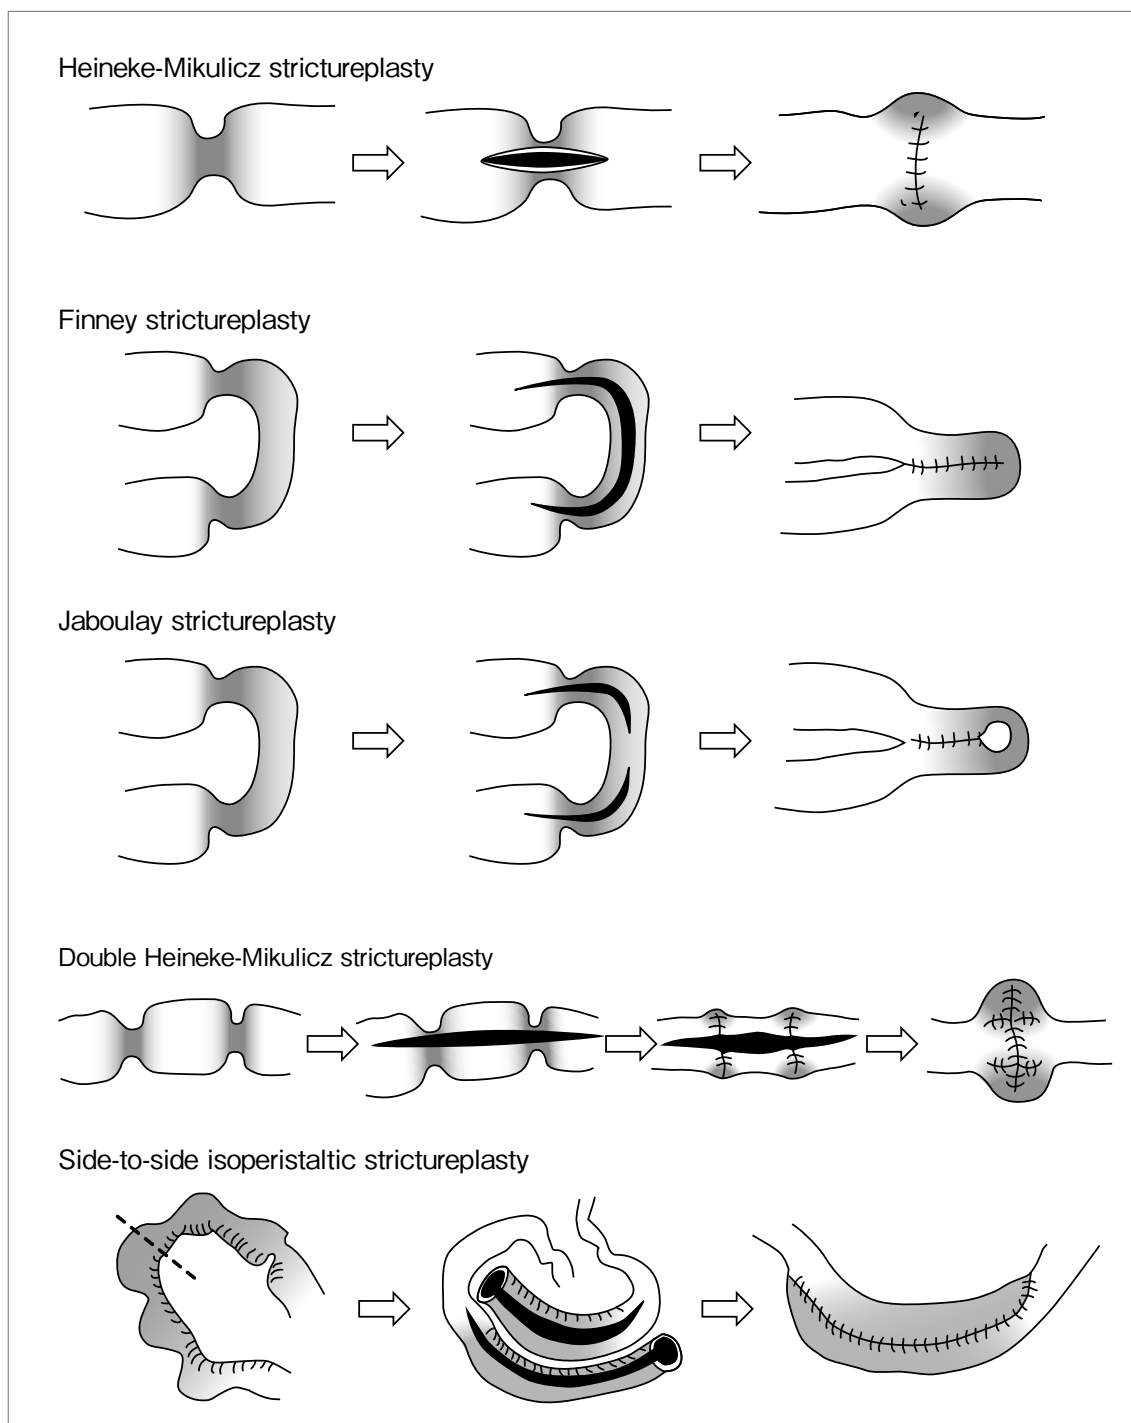 Heineke-Mikulicz strictureplasty
Finney strictureplasty
Jaboulay strictureplasty
Double Heineke-Mikulicz strictureplasty
Side-to-side isoperistaltic strictureplasty